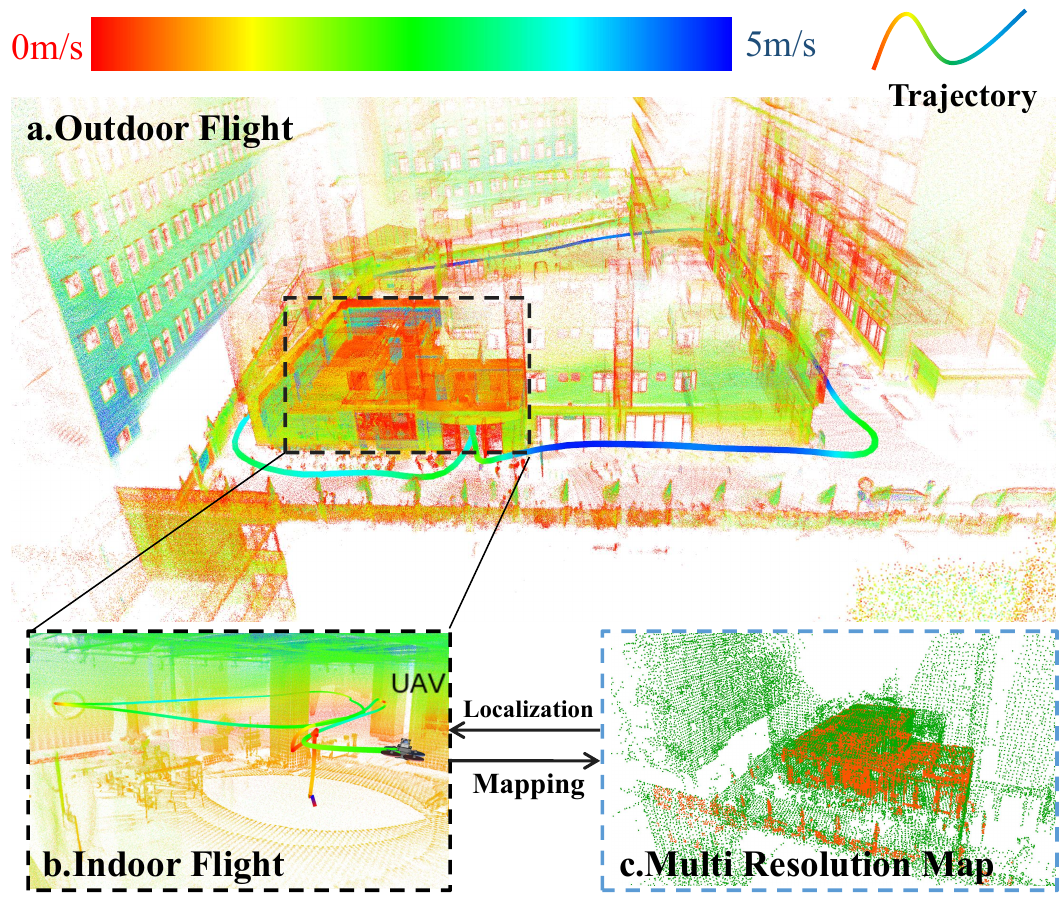 0m/s
5m/s
Trajectory
a.Outdoor Flight
UAV
Localization
Mapping
b.Indoor Flight
c.Multi Resolution Map